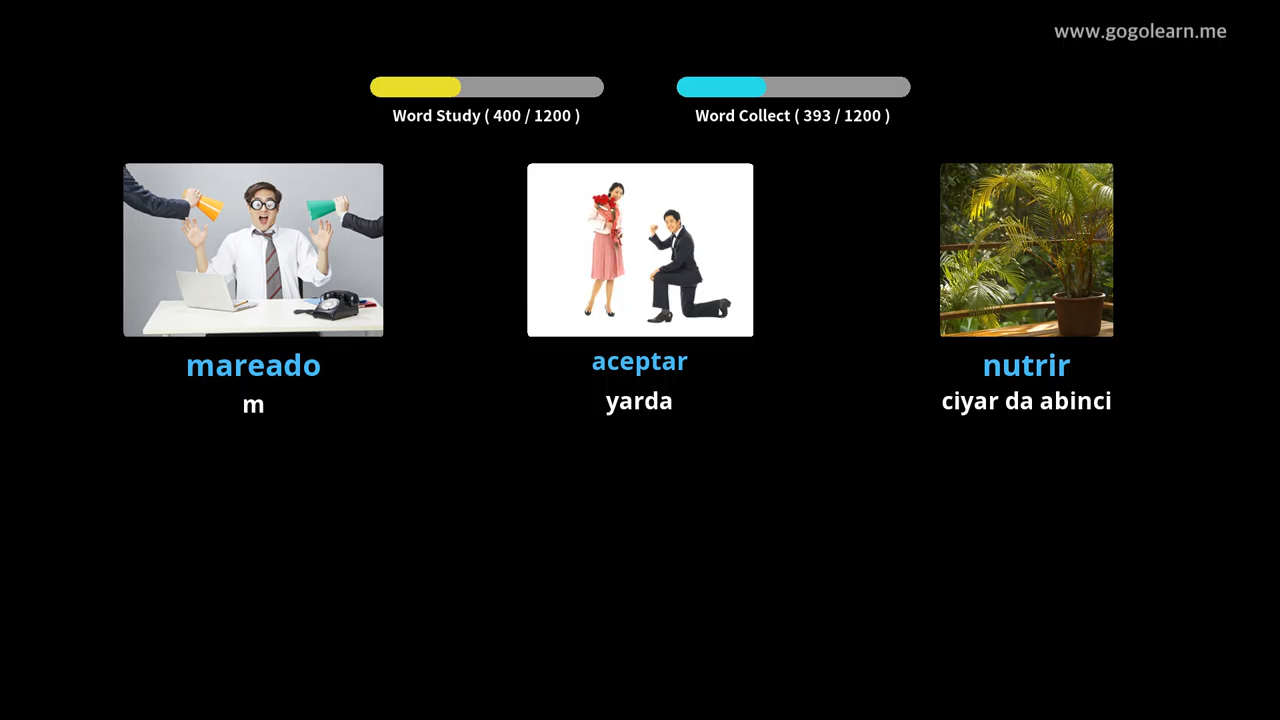 www.gogolearn.me
Word Study ( 400 / 1200 )
Word Collect ( 393 / 1200 )
mareado
m
aceptar
yarda
nutrir
ciyar da abinci